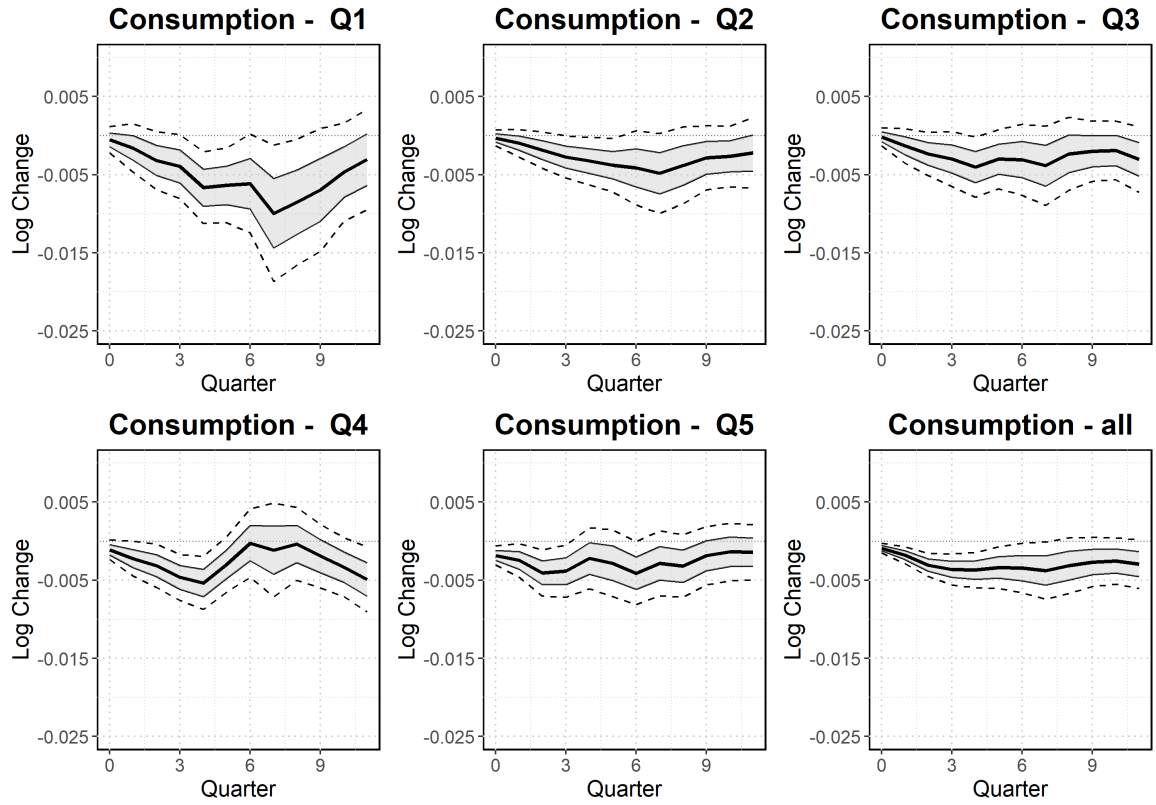 Consumption -  Q1
Log Change
0.005
-0.005
-0.015
-0.025
0 3 6 9
Quarter
Consumption -  Q2
Log Change
0.005
-0.005
-0.015
-0.025
0 3 6 9
Quarter
Consumption -  Q3
Log Change
0.005
-0.005
-0.015
-0.025
0 3 6 9
Quarter
Consumption -  Q4
Log Change
0.005
-0.005
-0.015
-0.025
0 3 6 9
Quarter
Consumption -  Q5
Log Change
0.005
-0.005
-0.015
-0.025
0 3 6 9
Quarter
Consumption - all
Log Change
0.005
-0.005
-0.015
-0.025
0 3 6 9
Quarter